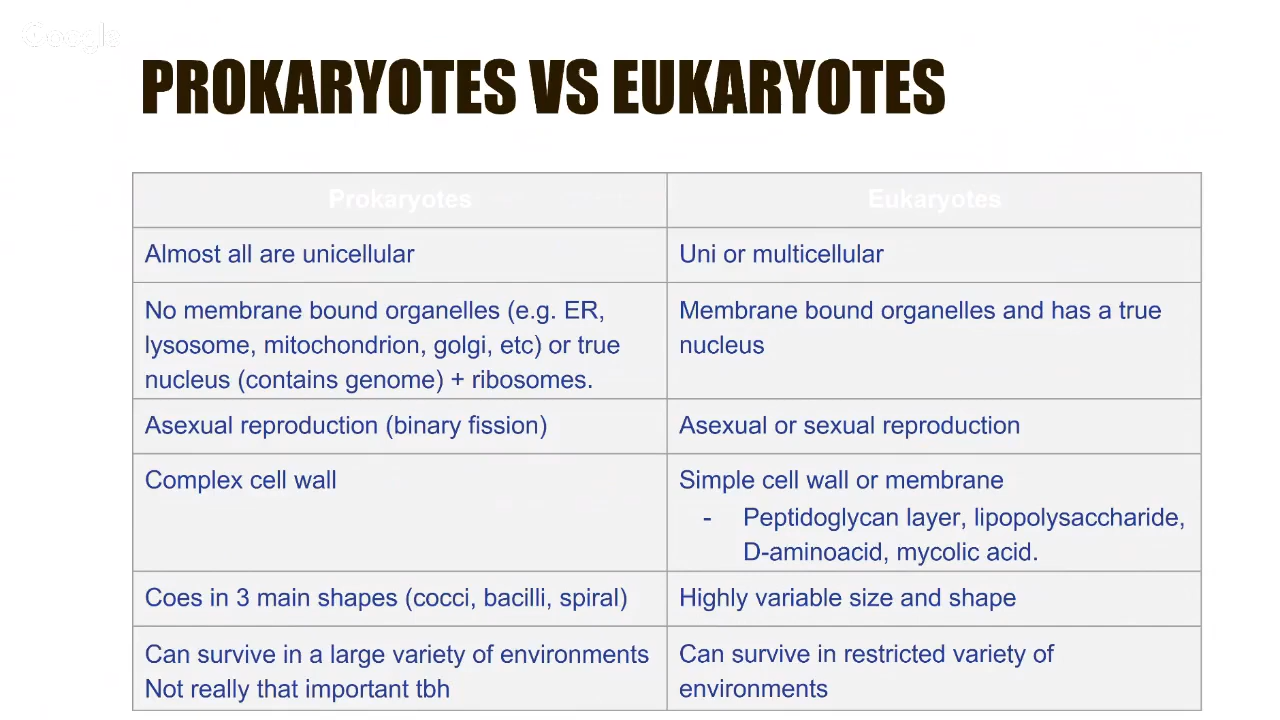 Google
PROKARYOTES VS EUKARYOTES
Prokaryotes
Eukaryotes
Almost all are unicellular
Uni or multicellular
No membrane bound organelles (e.g. ER,
lysosome, mitochondrion, golgi, etc) or true
nucleus (contains genome) + ribosomes.
Membrane bound organelles and has a true
nucleus
Asexual reproduction (binary fission)
Asexual or sexual reproduction
Complex cell wall
Simple cell wall or membrane
- Peptidoglycan layer, lipopolysaccharide,
D-aminoacid, mycolic acid.
Coes in 3 main shapes (cocci, bacilli, spiral)
Highly variable size and shape
Can survive in a large variety of environments
Not really that important tbh
Can survive in restricted variety of
environments